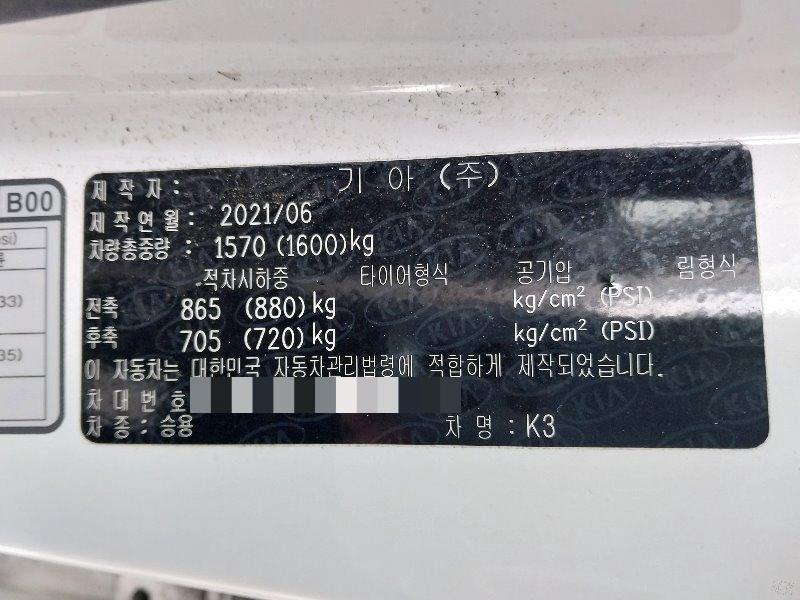 B00
제작자 : 기아(주)
제작연월 : 2021/06
차량총중량 : 1570 (1600)kg
적차시하중 타이어형식 공기압 림형식
33)
전축 865 (880)kg kg/cm² (PSI)
후축 705 (720)kg kg/cm² (PSI)
35)
이 자동차는 대한민국 자동차관리법령에 적합하게 제작되었습니다.
차대번호
차종 : 승용 차명 : K3